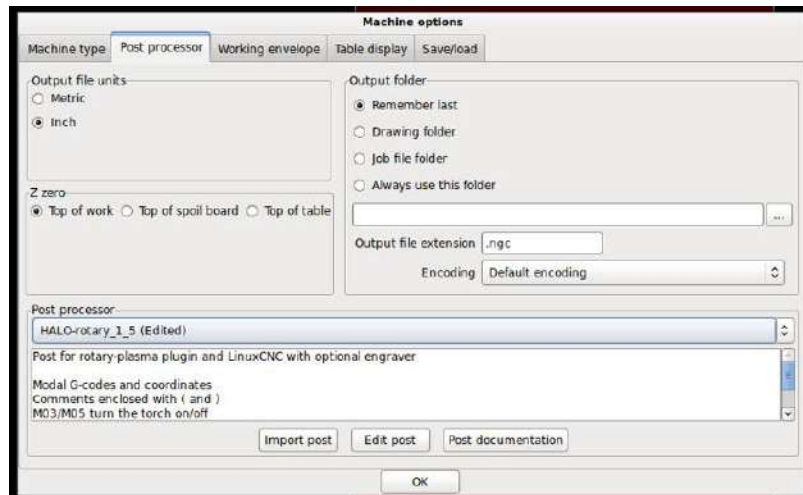 Machine options
Machine type Post processor Working envelope Table display Save/load
Output file units
Metric
Inch
Z zero
Top of work Top of spoil board Top of table
Output folder
Remember last
Drawing folder
Job file folder
Always use this folder
...
Output file extension .ngc
Encoding Default encoding
Post processor
HALO-rotary_1_5 (Edited)
Post for rotary-plasma plugin and LinuxCNC with optional engraver
Modal G-codes and coordinates
Comments enclosed with ( and )
M03/M05 turn the torch on/off
Import post Edit post Post documentation
OK